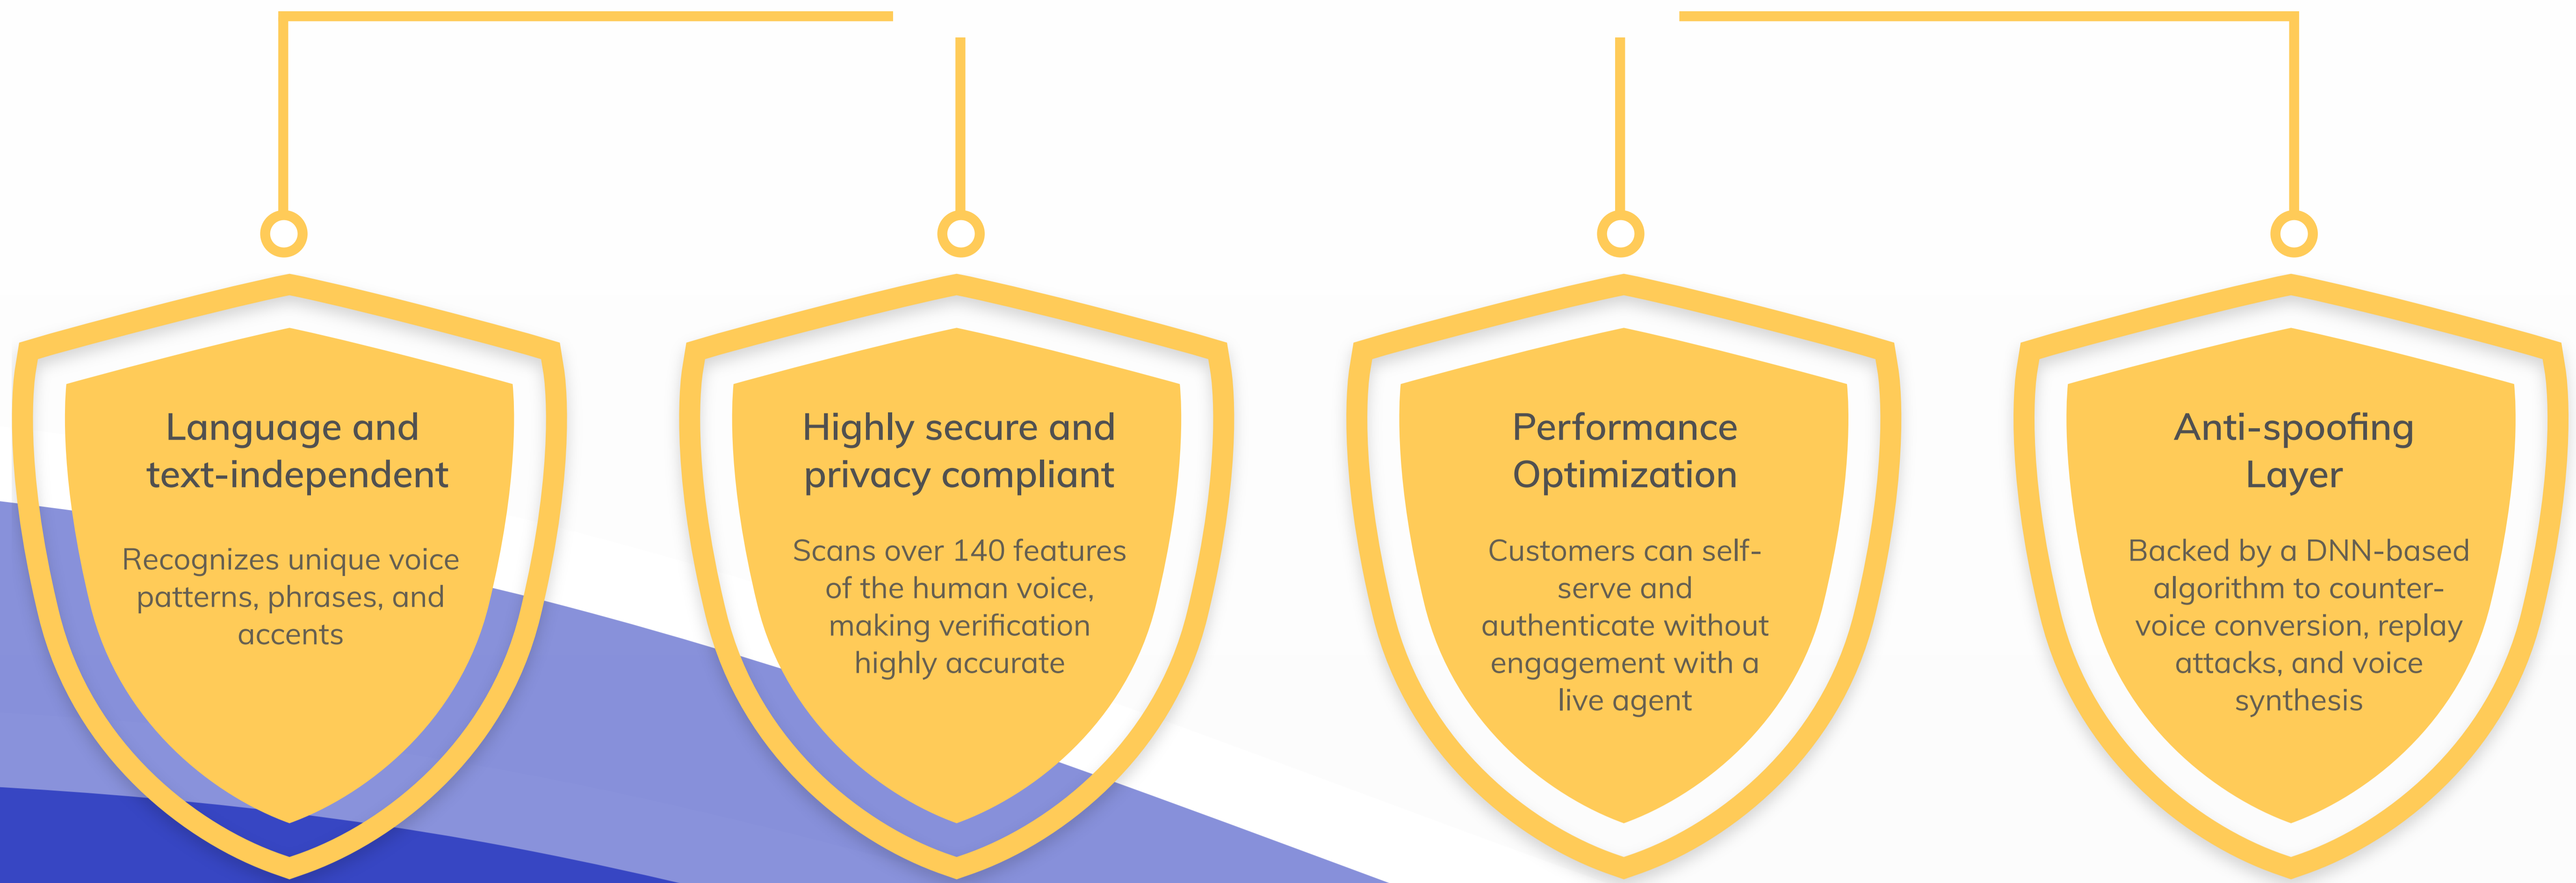 Language and
text-independent
Recognizes unique voice
patterns, phrases, and
accents
Highly secure and
privacy compliant
Scans over 140 features
of the human voice,
making verification
highly accurate
Performance
Optimization
Customers can self-
serve and
authenticate without
engagement with a
live agent
Anti-spoofing
Layer
Backed by a DNN-based
algorithm to counter-
voice conversion, replay
attacks, and voice
synthesis